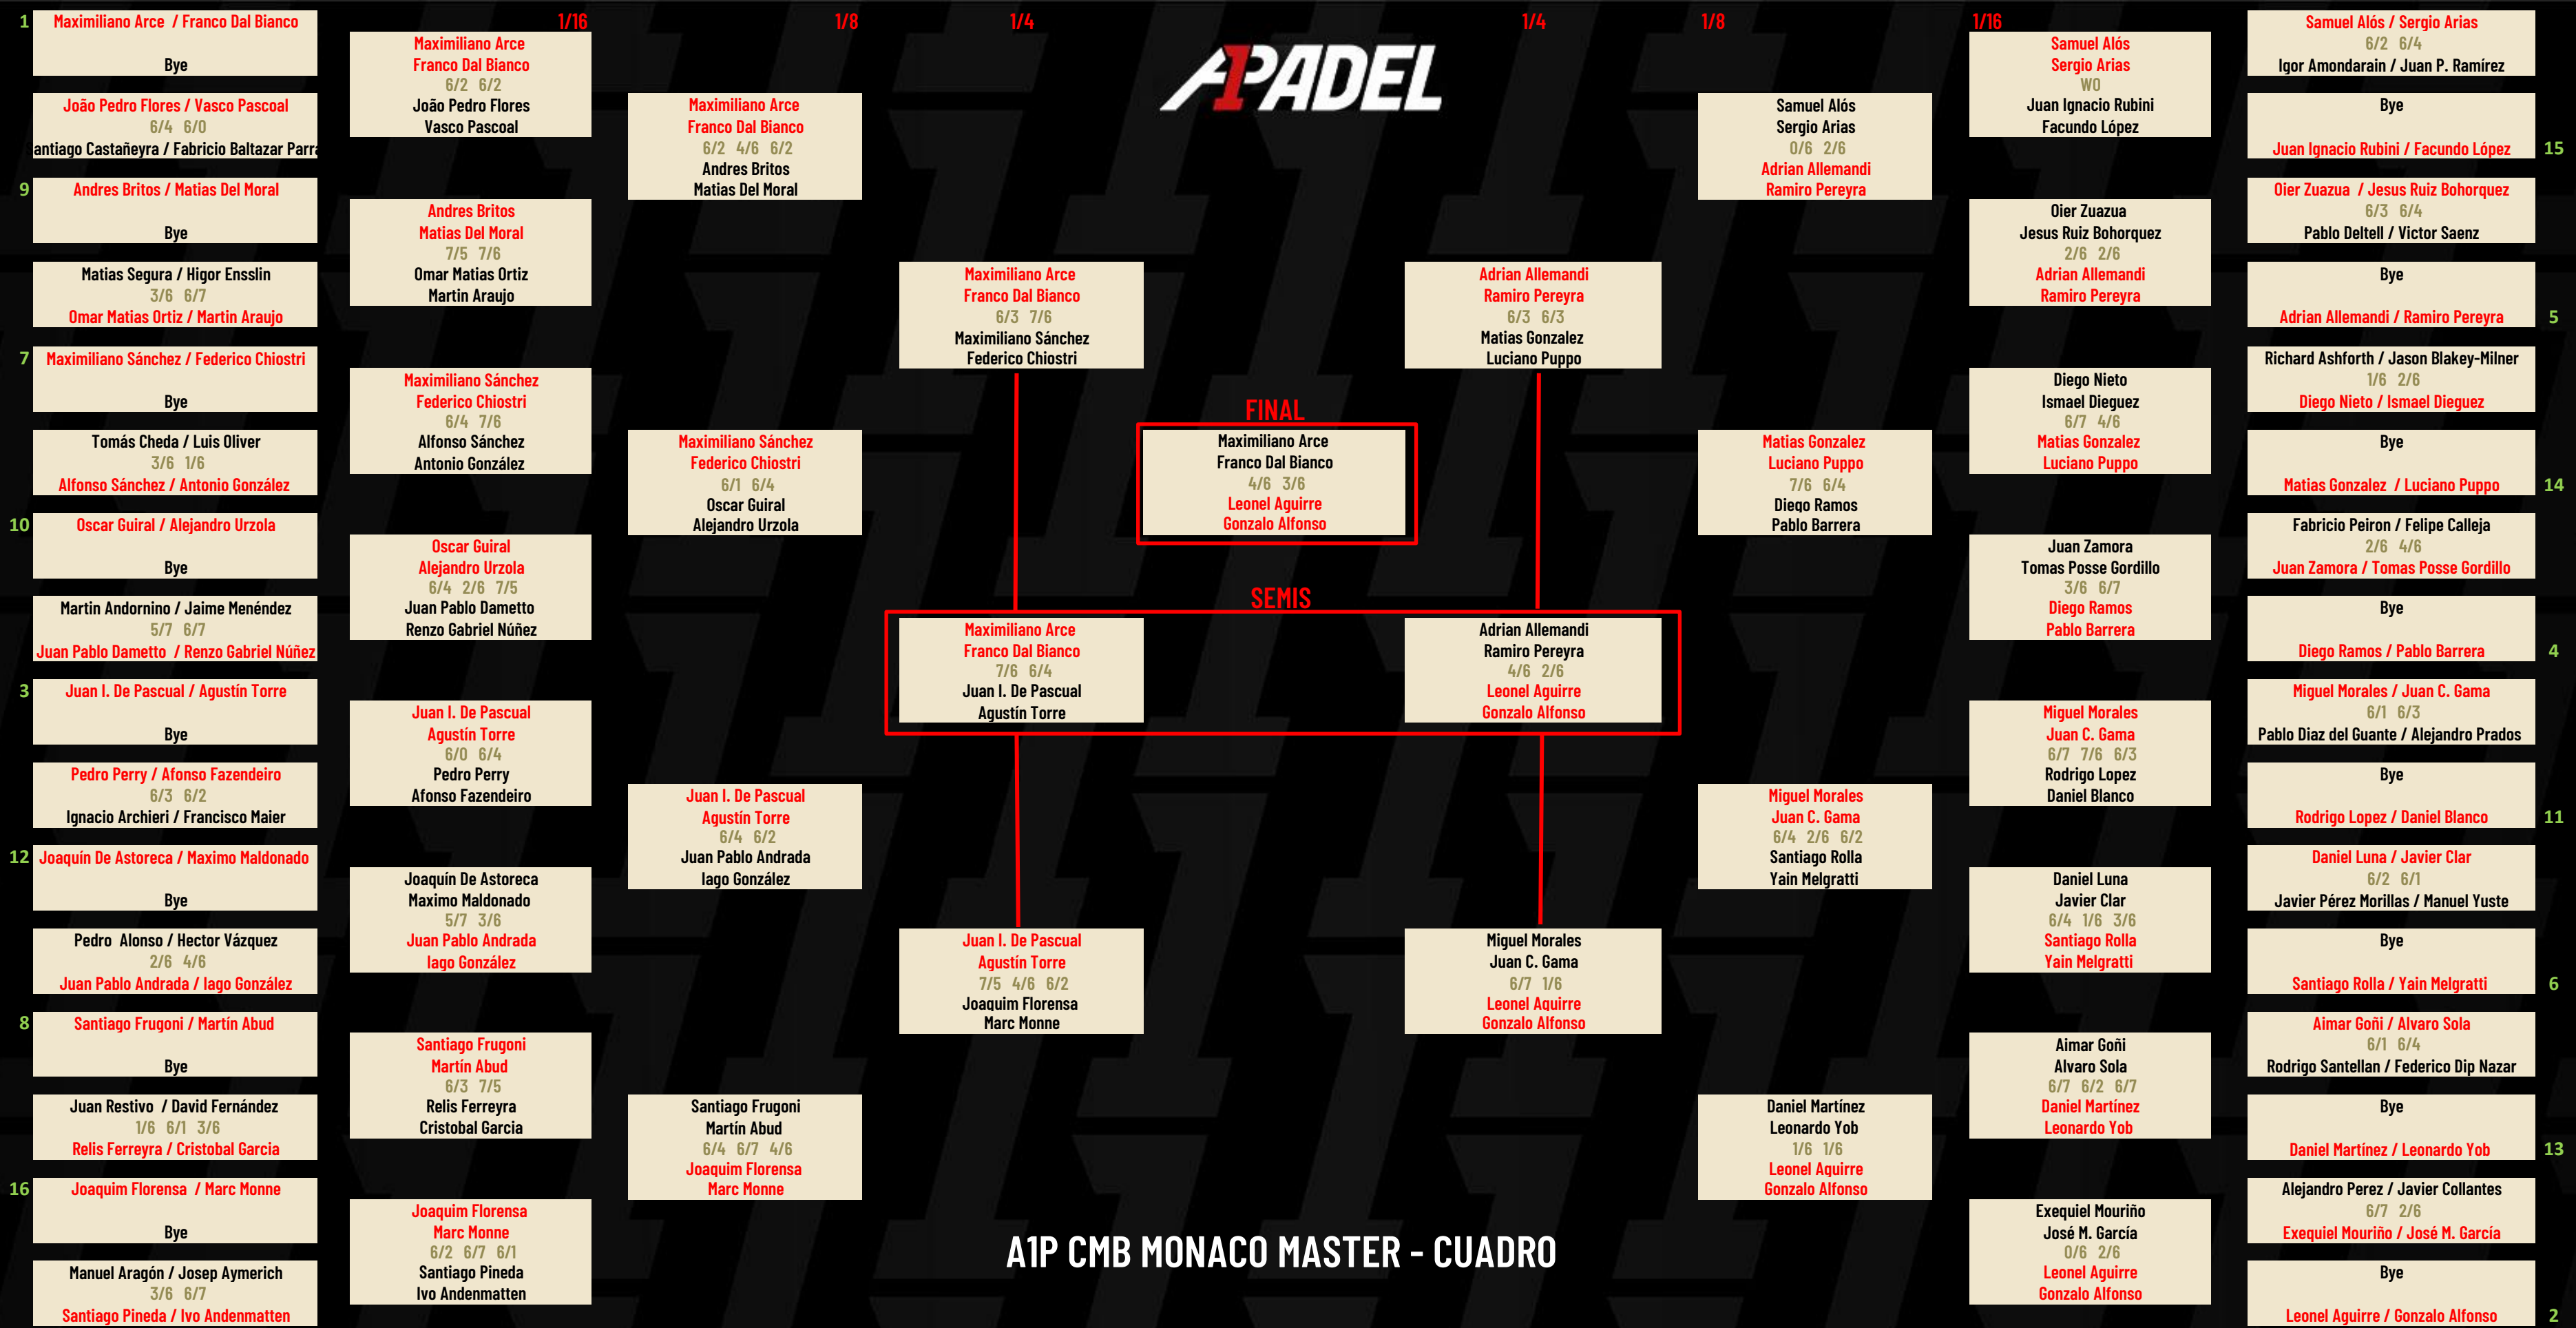 1
Maximiliano Arce / Franco Dal Bianco
Bye
João Pedro Flores / Vasco Pascoal
6/4 6/0
antiago Castañeyra / Fabricio Baltazar Parra
9
Andres Britos / Matias Del Moral
Bye
Matias Segura / Higor Ensslin
3/6 6/7
Omar Matias Ortiz / Martin Araujo
7
Maximiliano Sánchez / Federico Chiostri
Bye
Tomás Cheda / Luis Oliver
3/6 1/6
Alfonso Sánchez / Antonio González
10
Oscar Guiral / Alejandro Urzola
Bye
Martin Andornino / Jaime Menéndez
5/7 6/7
Juan Pablo Dametto / Renzo Gabriel Núñez
3
Juan I. De Pascual / Agustín Torre
Bye
Pedro Perry / Afonso Fazendeiro
6/3 6/2
Ignacio Archieri / Francisco Maier
12
Joaquín De Astoreca / Maximo Maldonado
Bye
Pedro Alonso / Hector Vázquez
2/6 4/6
Juan Pablo Andrada / Iago González
8
Santiago Frugoni / Martín Abud
Bye
Juan Restivo / David Fernández
1/6 6/1 3/6
Relis Ferreyra / Cristobal Garcia
16
Joaquim Florensa / Marc Monne
Bye
Manuel Aragón / Josep Aymerich
3/6 6/7
Santiago Pineda / Ivo Andenmatten
1/16
Maximiliano Arce
Franco Dal Bianco
6/2 6/2
João Pedro Flores
Vasco Pascoal
Andres Britos
Matias Del Moral
7/5 7/6
Omar Matias Ortiz
Martin Araujo
Maximiliano Sánchez
Federico Chiostri
6/4 7/6
Alfonso Sánchez
Antonio González
Oscar Guiral
Alejandro Urzola
6/4 2/6 7/5
Juan Pablo Dametto
Renzo Gabriel Núñez
Juan I. De Pascual
Agustín Torre
6/0 6/4
Pedro Perry
Afonso Fazendeiro
Joaquín De Astoreca
Maximo Maldonado
5/7 3/6
Juan Pablo Andrada
Iago González
Santiago Frugoni
Martín Abud
6/3 7/5
Relis Ferreyra
Cristobal Garcia
Joaquim Florensa
Marc Monne
6/2 6/7 6/1
Santiago Pineda
Ivo Andenmatten
1/8
Maximiliano Arce
Franco Dal Bianco
6/2 4/6 6/2
Andres Britos
Matias Del Moral
Maximiliano Sánchez
Federico Chiostri
6/1 6/4
Oscar Guiral
Alejandro Urzola
Juan I. De Pascual
Agustín Torre
6/4 6/2
Juan Pablo Andrada
Iago González
Santiago Frugoni
Martín Abud
6/4 6/7 4/6
Joaquim Florensa
Marc Monne
1/4
Maximiliano Arce
Franco Dal Bianco
6/3 7/6
Maximiliano Sánchez
Federico Chiostri
Juan I. De Pascual
Agustín Torre
7/5 4/6 6/2
Joaquim Florensa
Marc Monne
A1PADEL
FINAL
Maximiliano Arce
Franco Dal Bianco
4/6 3/6
Leonel Aguirre
Gonzalo Alfonso
SEMIS
Maximiliano Arce
Franco Dal Bianco
7/6 6/4
Juan I. De Pascual
Agustín Torre
Adrian Allemandi
Ramiro Pereyra
4/6 2/6
Leonel Aguirre
Gonzalo Alfonso
A1P CMB MONACO MASTER - CUADRO
1/4
Adrian Allemandi
Ramiro Pereyra
6/3 6/3
Matias Gonzalez
Luciano Puppo
Miguel Morales
Juan C. Gama
6/7 1/6
Leonel Aguirre
Gonzalo Alfonso
1/8
Samuel Alós
Sergio Arias
0/6 2/6
Adrian Allemandi
Ramiro Pereyra
Matias Gonzalez
Luciano Puppo
7/6 6/4
Diego Ramos
Pablo Barrera
Miguel Morales
Juan C. Gama
6/4 2/6 6/2
Santiago Rolla
Yain Melgratti
Daniel Martínez
Leonardo Yob
1/6 1/6
Leonel Aguirre
Gonzalo Alfonso
1/16
Samuel Alós
Sergio Arias
WO
Juan Ignacio Rubini
Facundo López
Oier Zuazua
Jesus Ruiz Bohorquez
2/6 2/6
Adrian Allemandi
Ramiro Pereyra
Diego Nieto
Ismael Dieguez
6/7 4/6
Matias Gonzalez
Luciano Puppo
Juan Zamora
Tomas Posse Gordillo
3/6 6/7
Diego Ramos
Pablo Barrera
Miguel Morales
Juan C. Gama
6/7 7/6 6/3
Rodrigo Lopez
Daniel Blanco
Daniel Luna
Javier Clar
6/4 1/6 3/6
Santiago Rolla
Yain Melgratti
Aimar Goñi
Alvaro Sola
6/7 6/2 6/7
Daniel Martínez
Leonardo Yob
Exequiel Mouriño
José M. García
0/6 2/6
Leonel Aguirre
Gonzalo Alfonso
Samuel Alós / Sergio Arias
6/2 6/4
Igor Amondarain / Juan P. Ramírez
Bye
Juan Ignacio Rubini / Facundo López
15
Oier Zuazua / Jesus Ruiz Bohorquez
6/3 6/4
Pablo Deltell / Victor Saenz
Bye
Adrian Allemandi / Ramiro Pereyra
5
Richard Ashforth / Jason Blakey-Milner
1/6 2/6
Diego Nieto / Ismael Dieguez
Bye
Matias Gonzalez / Luciano Puppo
14
Fabricio Peiron / Felipe Calleja
2/6 4/6
Juan Zamora / Tomas Posse Gordillo
Bye
Diego Ramos / Pablo Barrera
4
Miguel Morales / Juan C. Gama
6/1 6/3
Pablo Diaz del Guante / Alejandro Prados
Bye
Rodrigo Lopez / Daniel Blanco
11
Daniel Luna / Javier Clar
6/2 6/1
Javier Pérez Morillas / Manuel Yuste
Bye
Santiago Rolla / Yain Melgratti
6
Aimar Goñi / Alvaro Sola
6/1 6/4
Rodrigo Santellan / Federico Dip Nazar
Bye
Daniel Martínez / Leonardo Yob
13
Alejandro Perez / Javier Collantes
6/7 2/6
Exequiel Mouriño / José M. García
Bye
Leonel Aguirre / Gonzalo Alfonso
2